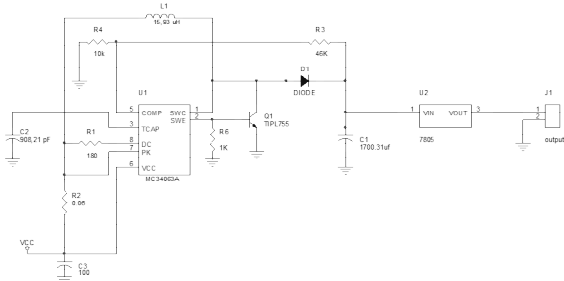 L1
15,83 uH
R4
10k
R3
46K
D1
DIODE
U1
5 COMP SWC 1
SWE 2
3 TCAP
8 DC
7 PK
6 VCC
MC34063A
Q1
TIPL755
R6
1K
C2
908,21 pF
R1
180
R2
0.06
VCC
C3
100
C1
1700.31uf
U2
1 VIN VOUT 3
7805
J1
1
2
output